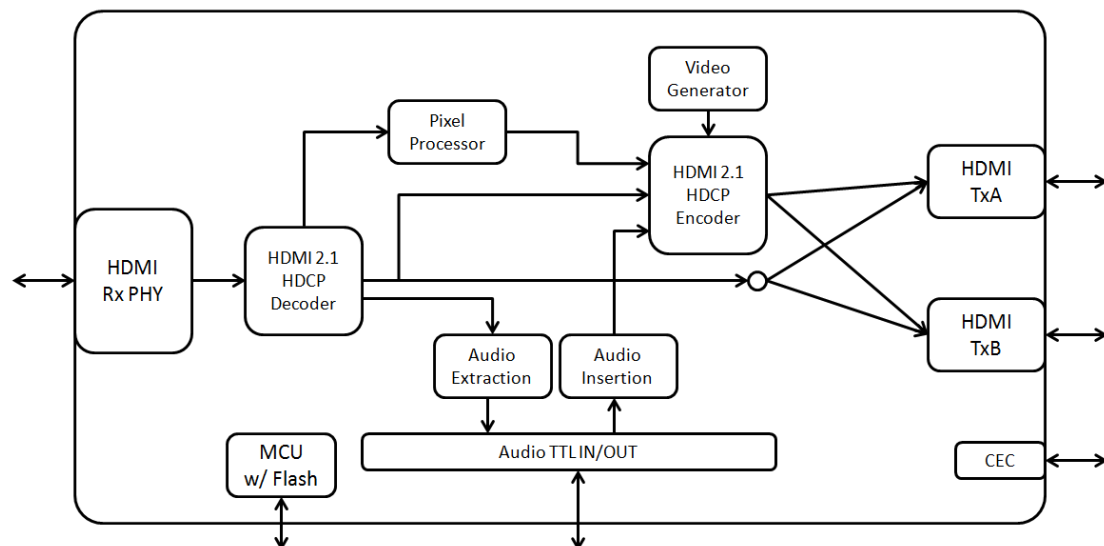 Video
Generator
Pixel
Processor
HDMI 2.1
HDCP
Encoder
HDMI
TxA
HDMI
Rx PHY
HDMI 2.1
HDCP
Decoder
HDMI
TxB
Audio
Extraction
Audio
Insertion
MCU
w/ Flash
Audio TTL IN/OUT
CEC